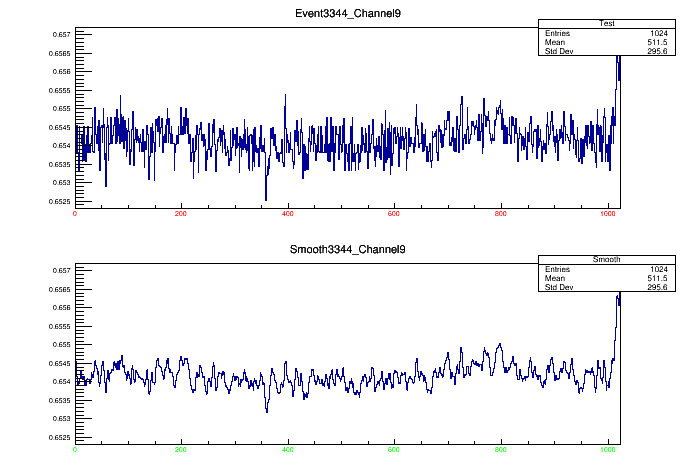 Event3344_Channel9
Test
Entries 1024
Mean 511.5
Std Dev 295.6
0.657
0.6565
0.656
0.6555
0.655
0.6545
0.654
0.6535
0.653
0.6525
0 200 400 600 800 1000
Smooth3344_Channel9
Smooth
Entries 1024
Mean 511.5
Std Dev 295.6
0.657
0.6565
0.656
0.6555
0.655
0.6545
0.654
0.6535
0.653
0.6525
0 200 400 600 800 1000